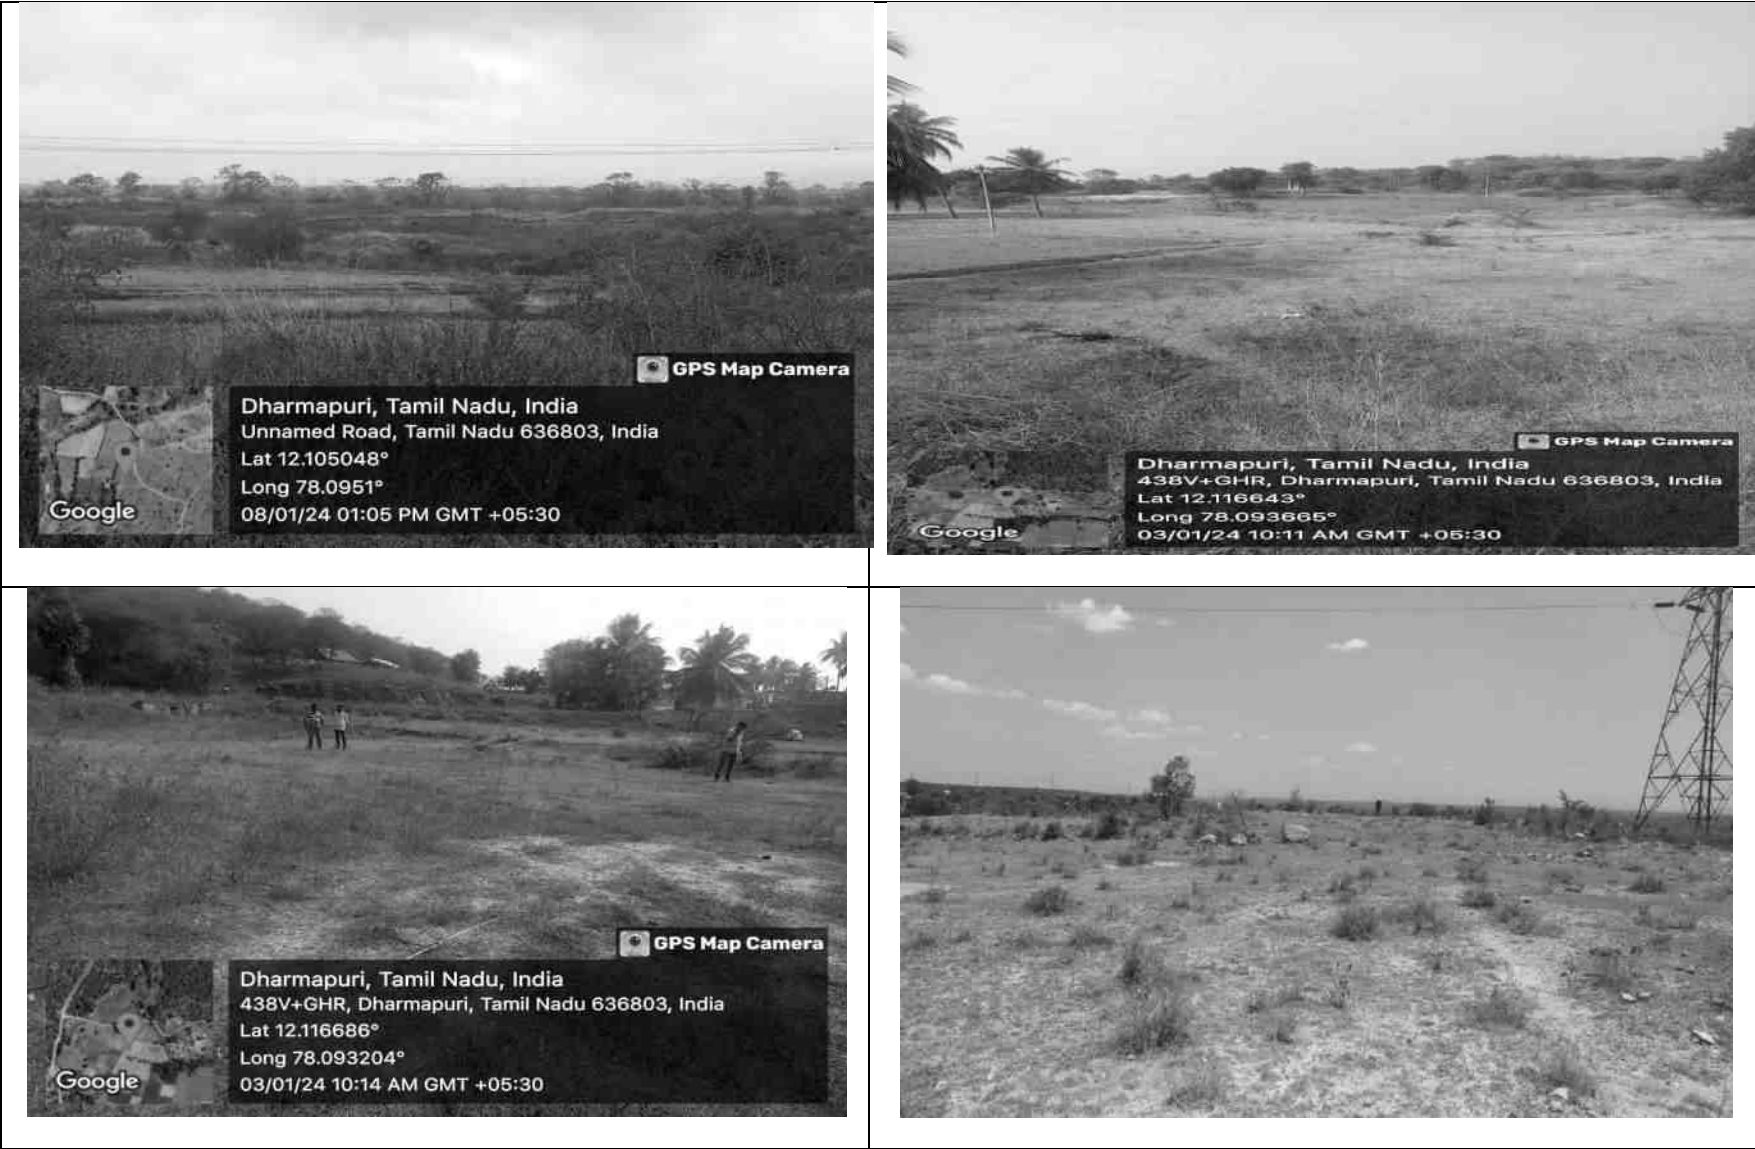 GPS Map Camera
Dharmapuri, Tamil Nadu, India
Unnamed Road, Tamil Nadu 636803, India
Lat 12.105048°
Long 78.0951°
08/01/24 01:05 PM GMT +05:30
Google
GPS Map Camera
Dharmapuri, Tamil Nadu, India
438V+GHR, Dharmapuri, Tamil Nadu 636803, India
Lat 12.116643°
Long 78.093665°
03/01/24 10:11 AM GMT +05:30
Google
GPS Map Camera
Dharmapuri, Tamil Nadu, India
438V+GHR, Dharmapuri, Tamil Nadu 636803, India
Lat 12.116686°
Long 78.093204°
03/01/24 10:14 AM GMT +05:30
Google